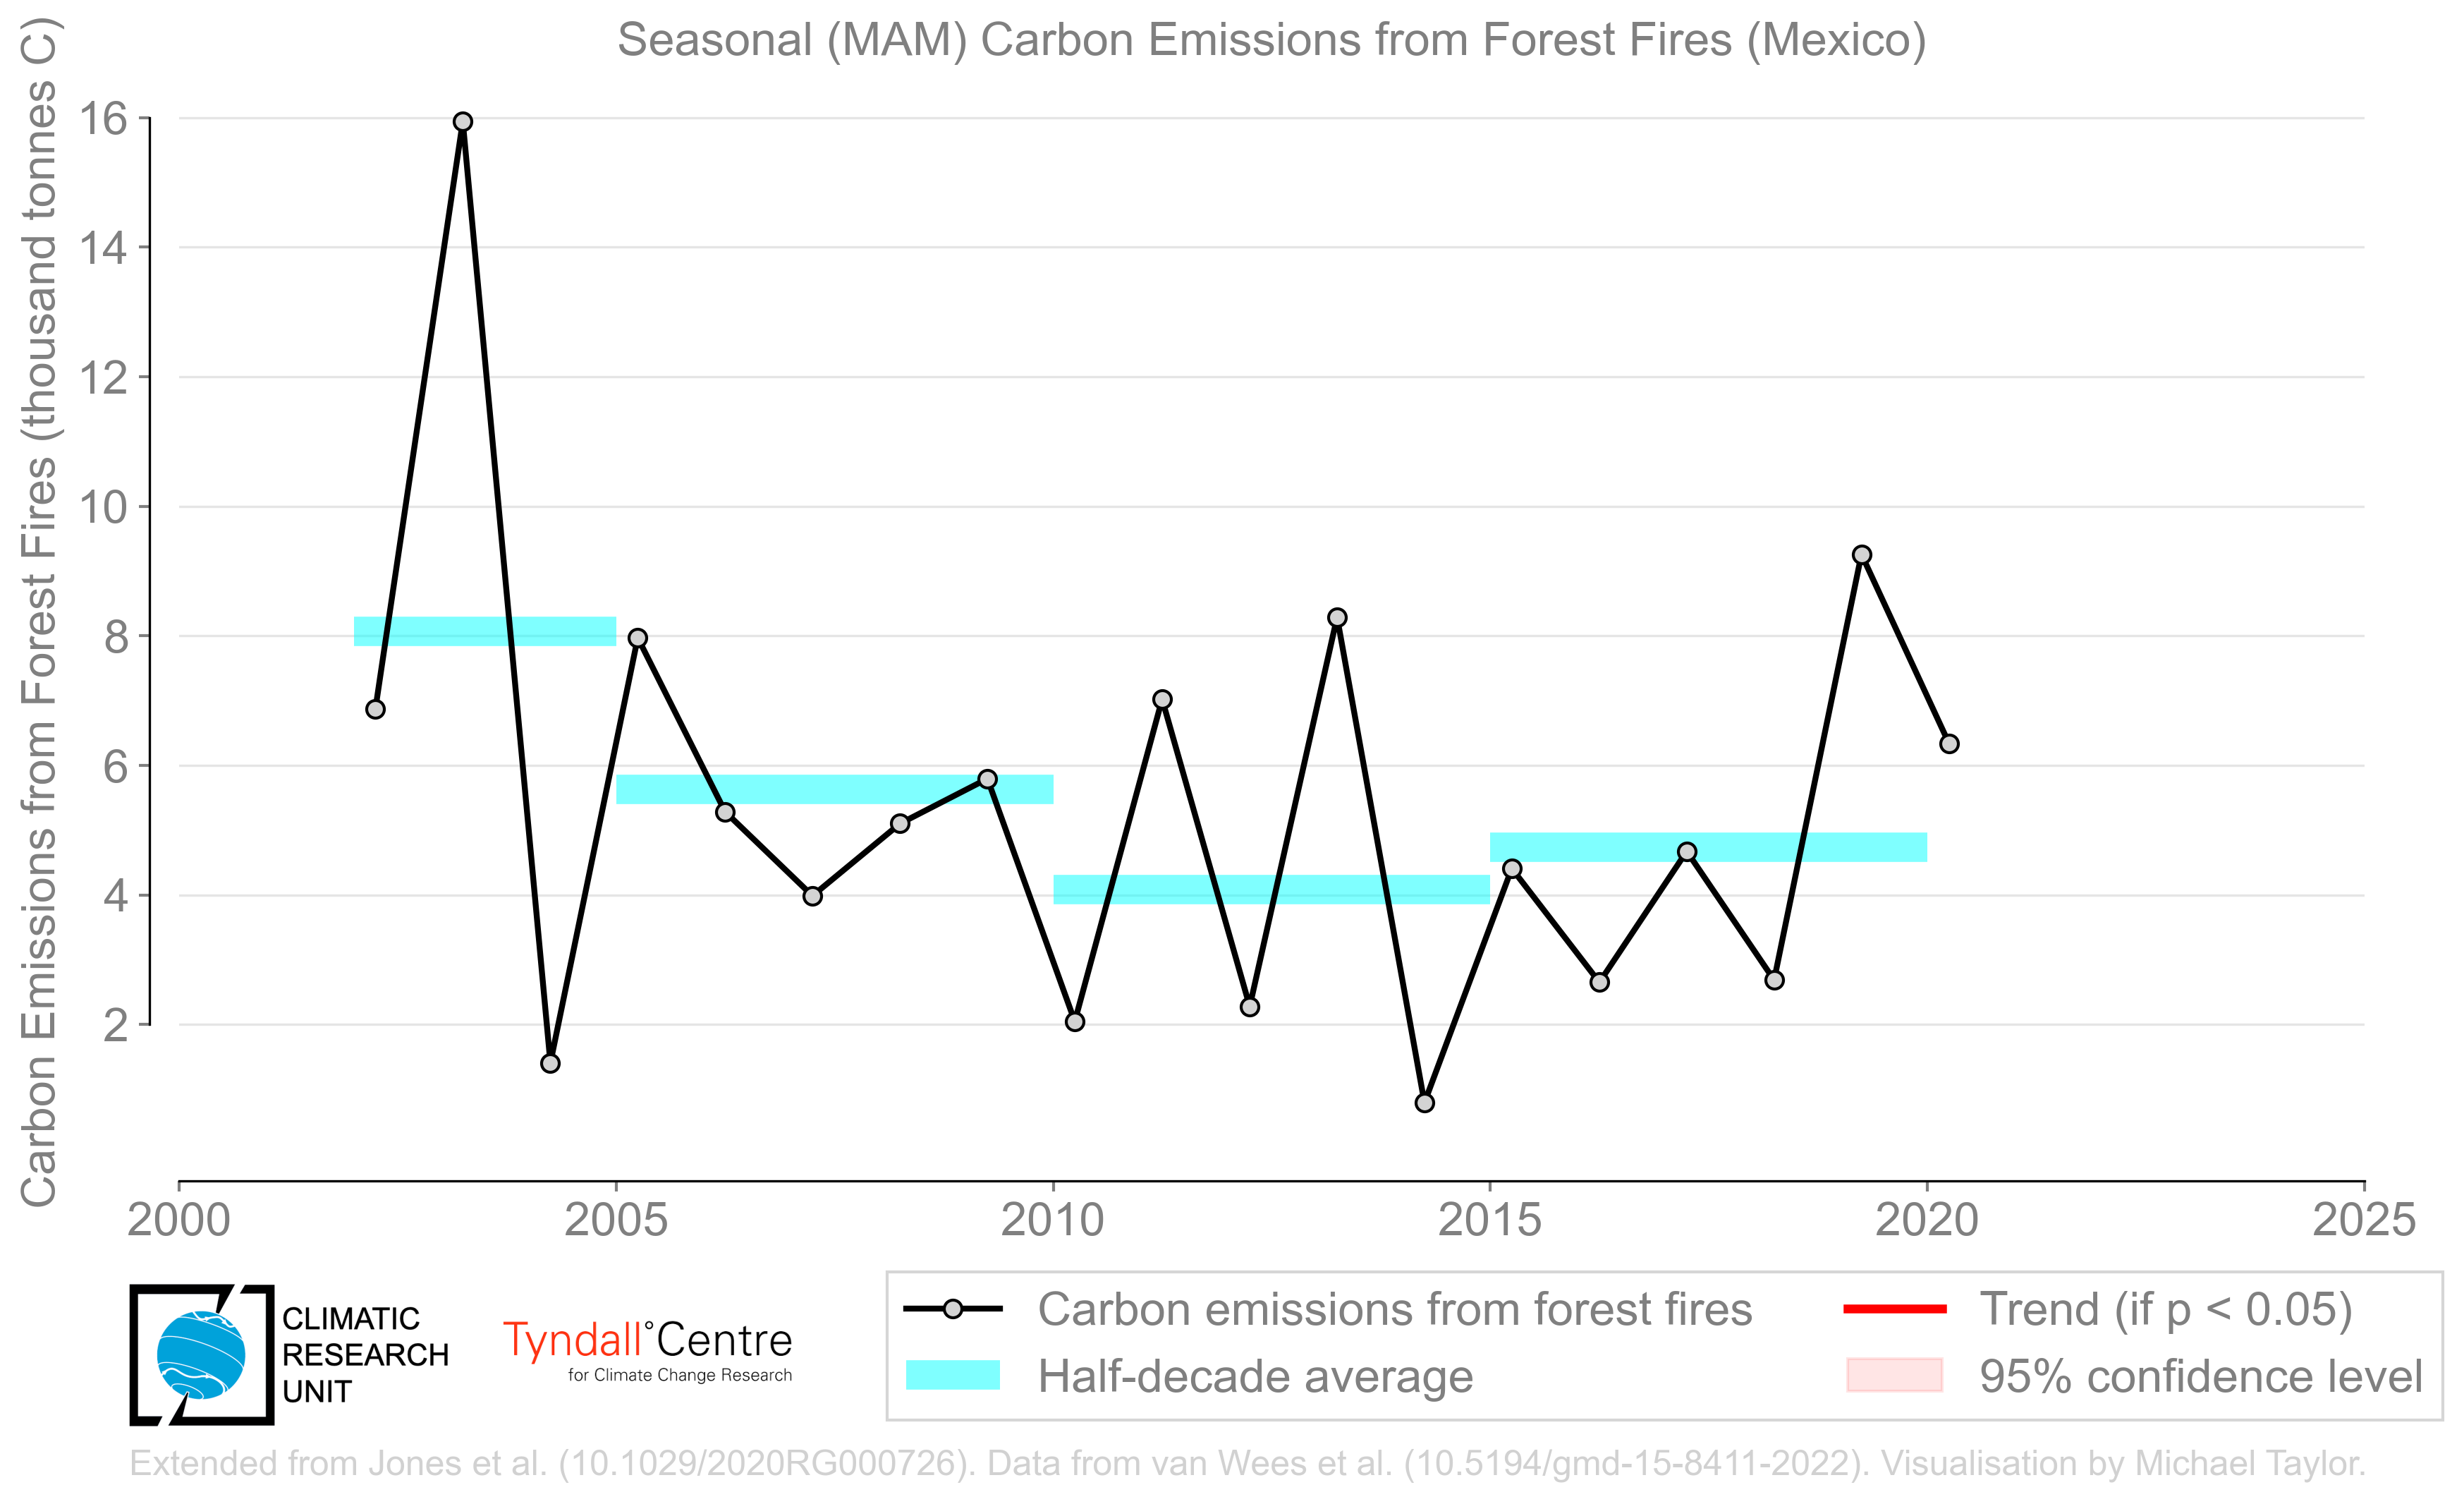 Seasonal (MAM) Carbon Emissions from Forest Fires (Mexico)
Carbon Emissions from Forest Fires (thousand tonnes C)
16
14
12
10
8
6
4
2
2000 2005 2010 2015 2020 2025
CLIMATIC
RESEARCH
UNIT
Tyndall°Centre
for Climate Change Research
Carbon emissions from forest fires
Half-decade average
Trend (if p < 0.05)
95% confidence level
Extended from Jones et al. (10.1029/2020RG000726). Data from van Wees et al. (10.5194/gmd-15-8411-2022). Visualisation by Michael Taylor.